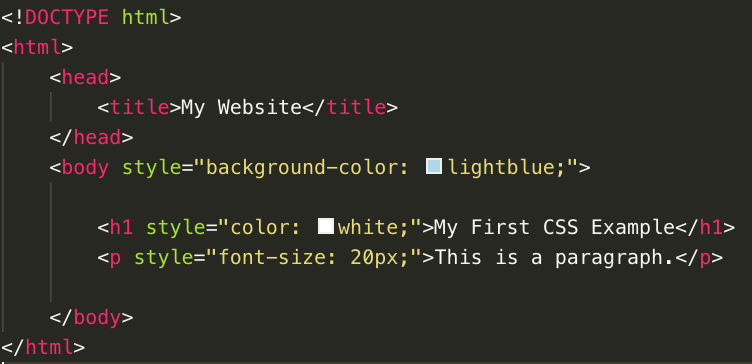 <!DOCTYPE html>
<html>
<head>
<title>My Website</title>
</head>
<body style="background-color: lightblue;">
<h1 style="color: white;">My First CSS Example</h1>
<p style="font-size: 20px;">This is a paragraph.</p>
</body>
</html>